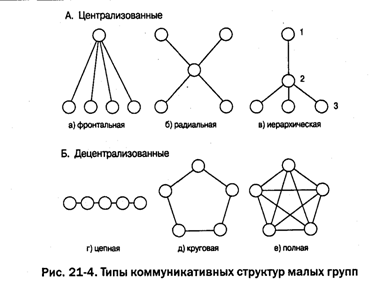 А. Централизованные
1
2
3
а) фронтальная б) радиальная в) иерархическая
Б. Децентрализованные
г) цепная д) круговая е) полная
Рис. 21-4. Типы коммуникативных структур малых групп